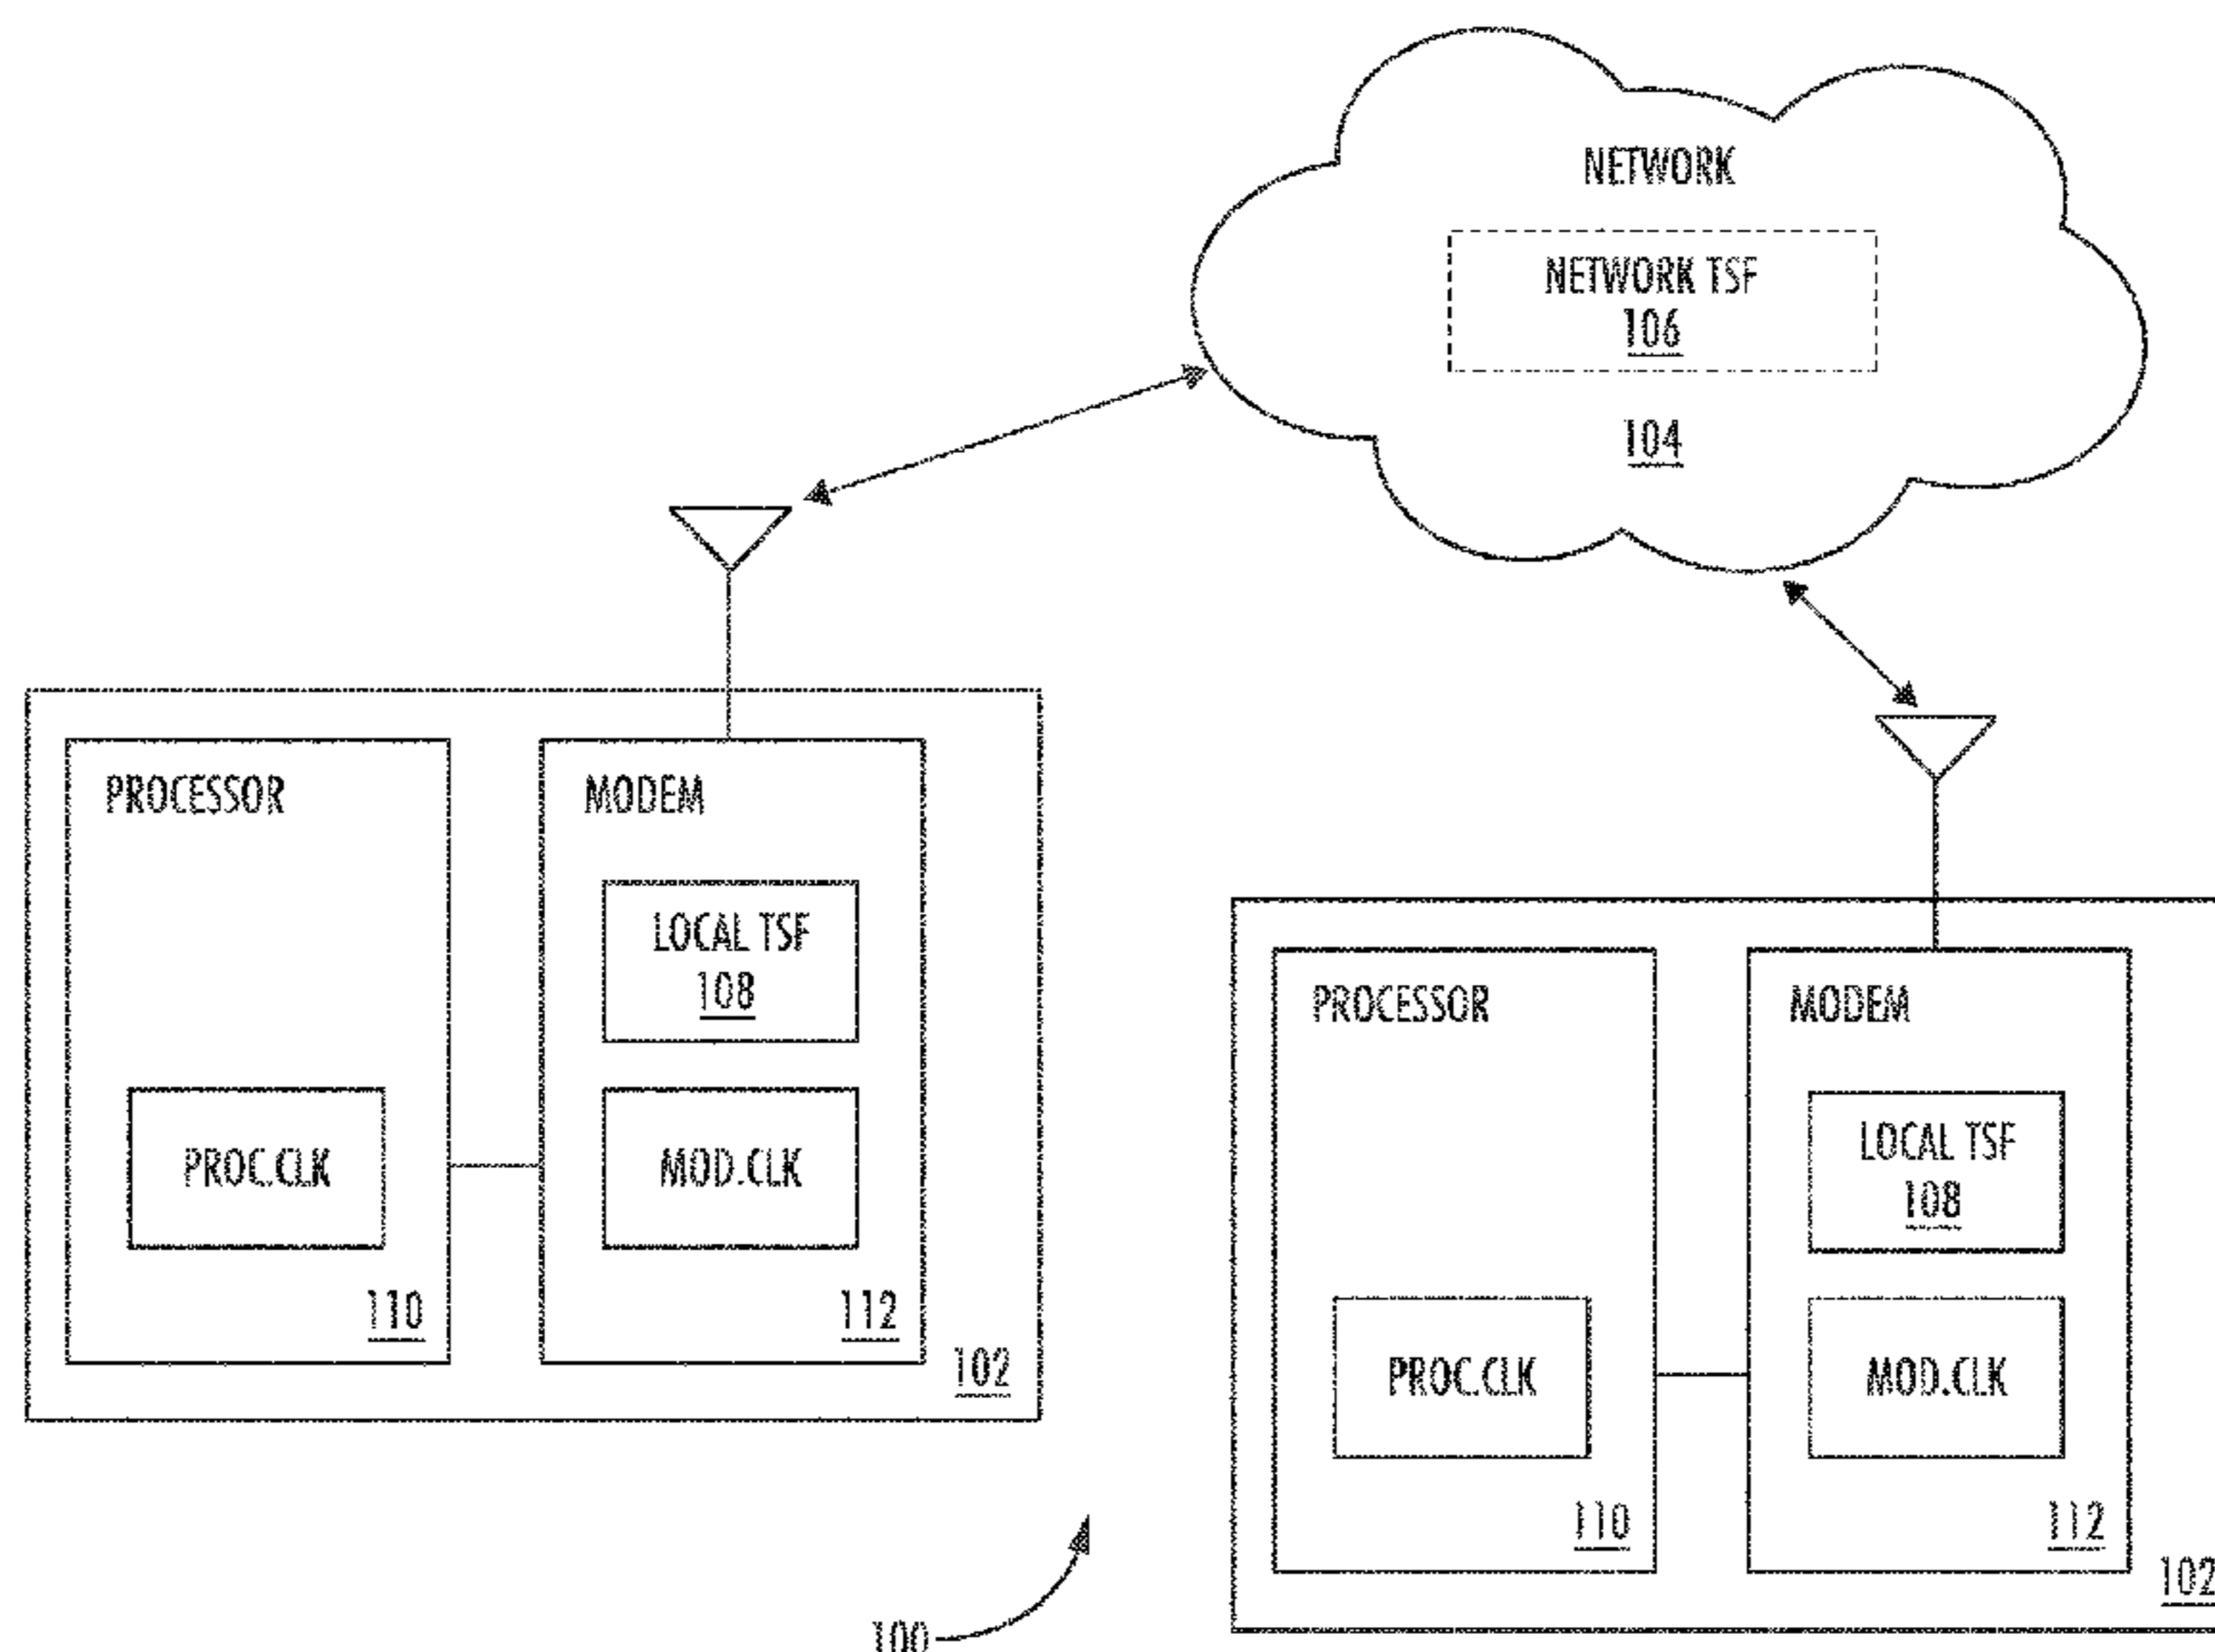 NETWORK
NETWORK TSF
106
104
PROCESSOR
MODEM
LOCAL TSF
108
PROC.CLK
MOD.CLK
110
112
102
PROCESSOR
MODEM
LOCAL TSF
108
PROC.CLK
MOD.CLK
110
112
102
100